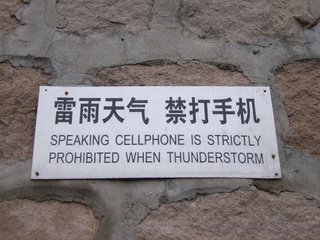 雷雨天气 禁打手机
SPEAKING CELLPHONE IS STRICTLY
PROHIBITED WHEN THUNDERSTORM